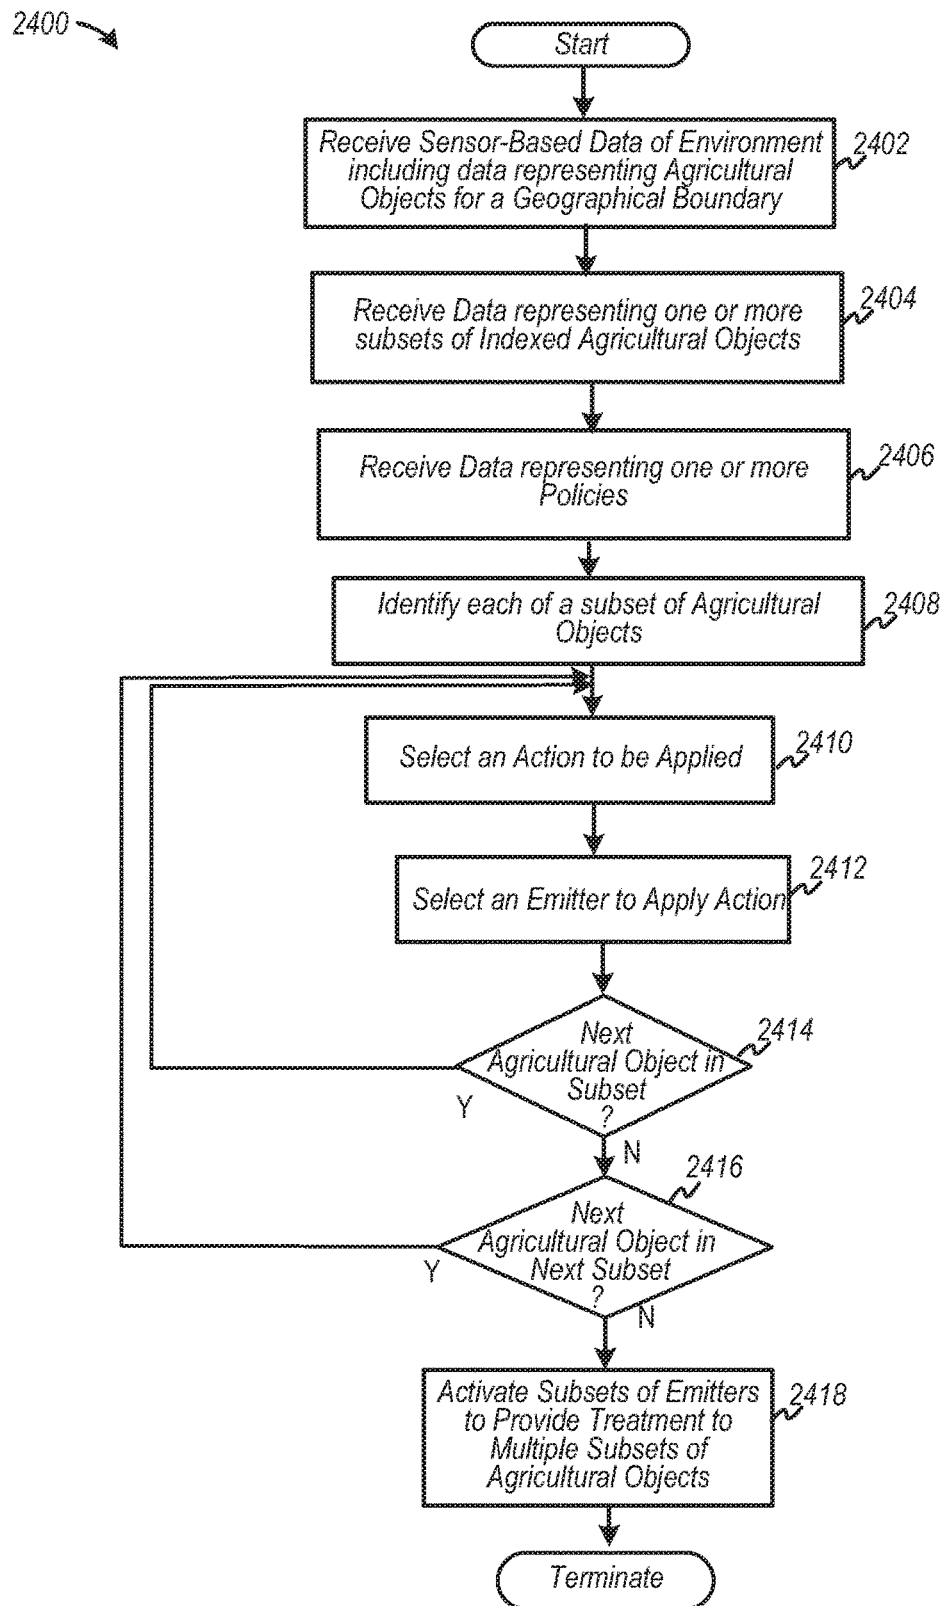 2400
Start
Receive Sensor-Based Data of Environment
including data representing Agricultural
Objects for a Geographical Boundary
2402
Receive Data representing one or more
subsets of Indexed Agricultural Objects
2404
Receive Data representing one or more
Policies
2406
Identify each of a subset of Agricultural
Objects
2408
Select an Action to be Applied
2410
Select an Emitter to Apply Action
2412
Next
Agricultural Object in
Subset
?
2414
Y
N
Next
Agricultural Object in
Next Subset
?
2416
Y
N
Activate Subsets of Emitters
to Provide Treatment to
Multiple Subsets of
Agricultural Objects
2418
Terminate